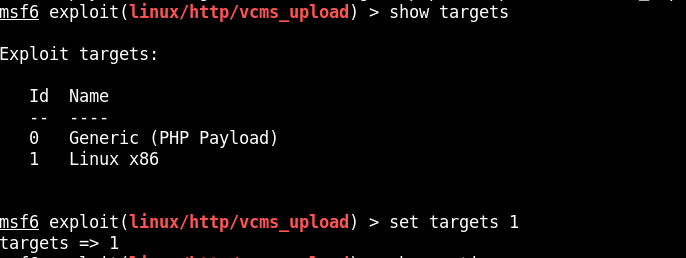 msf6 exploit(linux/http/vcms_upload) > show targets
Exploit targets:
Id Name
-- ----
0 Generic (PHP Payload)
1 Linux x86
msf6 exploit(linux/http/vcms_upload) > set targets 1
targets => 1